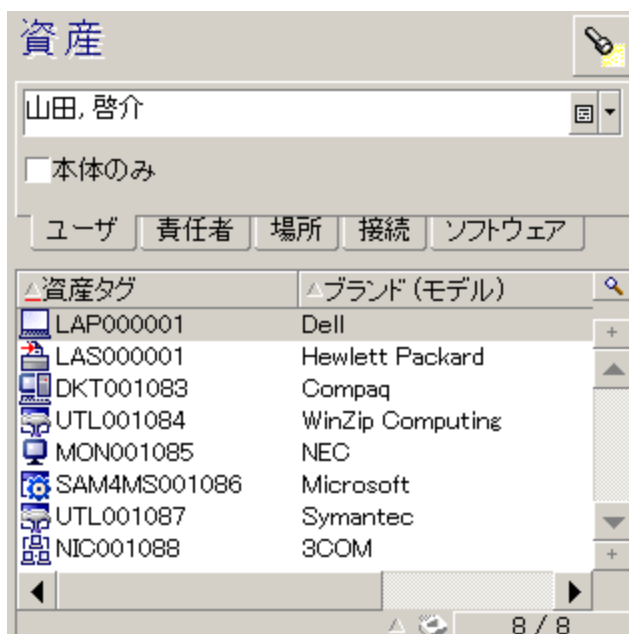 資産
山田, 啓介
本体のみ
ユーザ 責任者 場所 接続 ソフトウェア
資産タグ ブランド(モデル)
LAP000001 Dell
LAS000001 Hewlett Packard
DKT001083 Compaq
UTL001084 WinZip Computing
MON001085 NEC
SAM4MS001086 Microsoft
UTL001087 Symantec
NIC001088 3COM
8 / 8